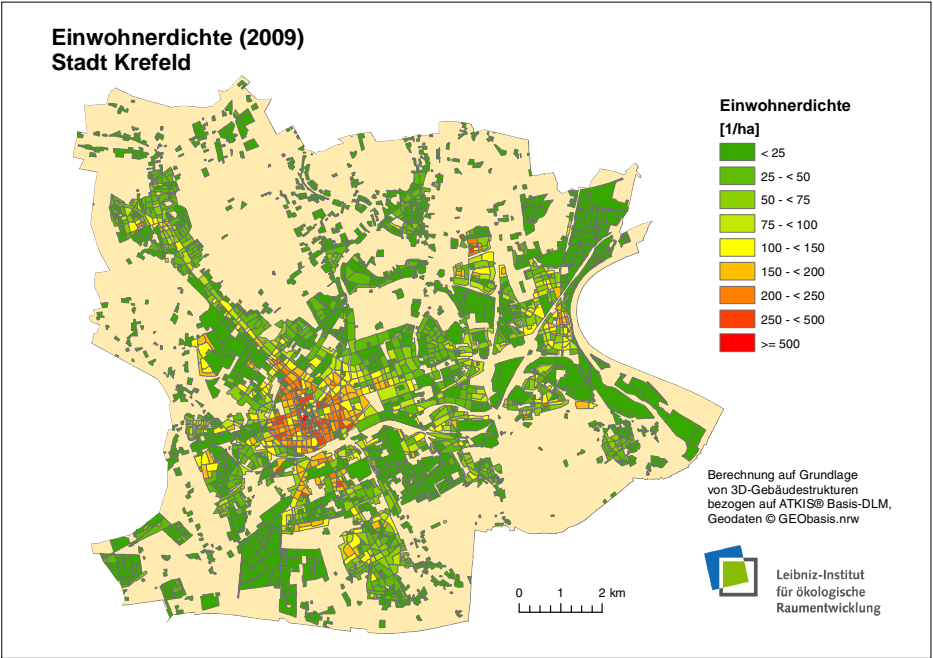 Einwohnerdichte (2009)
Stadt Krefeld
Einwohnerdichte
[1/ha]
< 25
25 - < 50
50 - < 75
75 - < 100
100 - < 150
150 - < 200
200 - < 250
250 - < 500
>= 500
Berechnung auf Grundlage
von 3D-Gebäudestrukturen
bezogen auf ATKIS® Basis-DLM,
Geodaten © GEObasis.nrw
Leibniz-Institut
für ökologische
Raumentwicklung
0 1 2 km